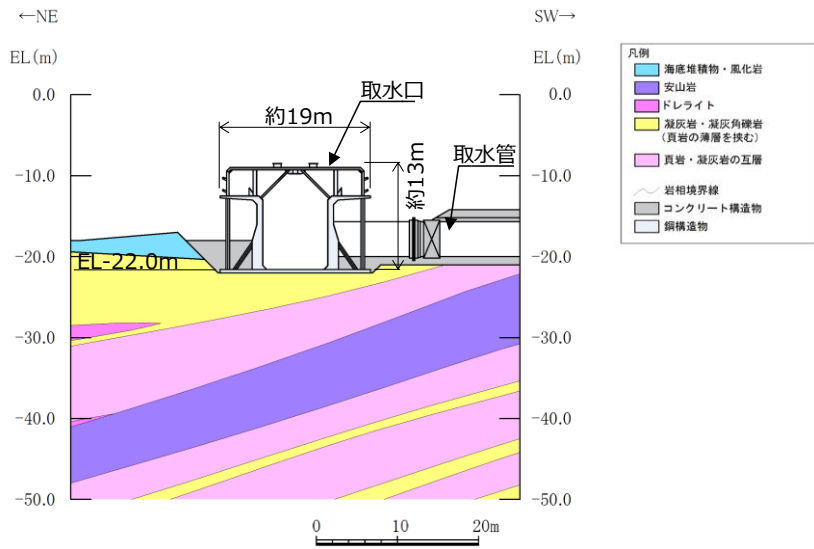 ←NE
SW→
EL(m)
EL(m)
0.0
0.0
取水口
約19m
取水管
-10.0
-10.0
約13m
-20.0
-20.0
EL-22.0m
-30.0
-30.0
-40.0
-40.0
-50.0
-50.0
0 10 20m
凡例
海底堆積物・風化岩
安山岩
ドレライト
凝灰岩・凝灰角礫岩
(頁岩の薄層を挟む)
頁岩・凝灰岩の互層
岩相境界線
コンクリート構造物
鋼構造物